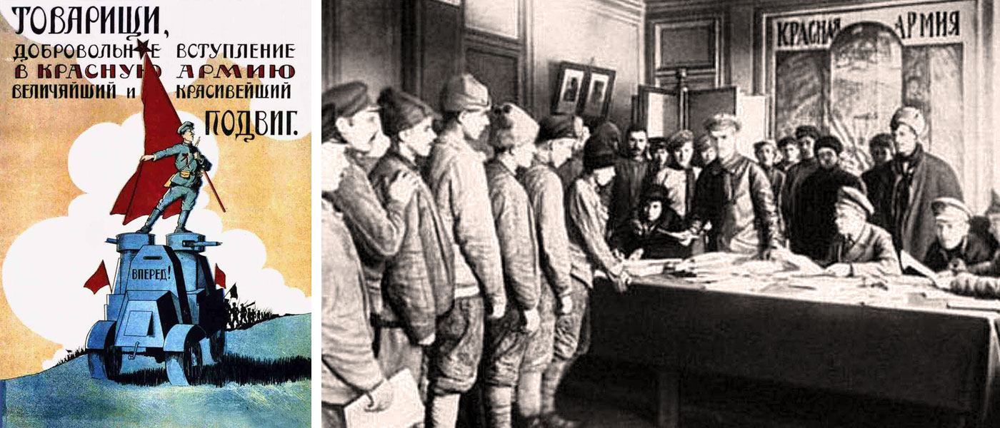 ТОВАРИЩИ,
ДОБРОВОЛЬНОЕ ВСТУПЛЕНИЕ
В КРАСНУЮ АРМИЮ
ВЕЛИЧАЙШИЙ И КРАСИВЕЙШИЙ
ПОДВИГ.
ВПЕРЕД!
КРАСНАЯ АРМИЯ